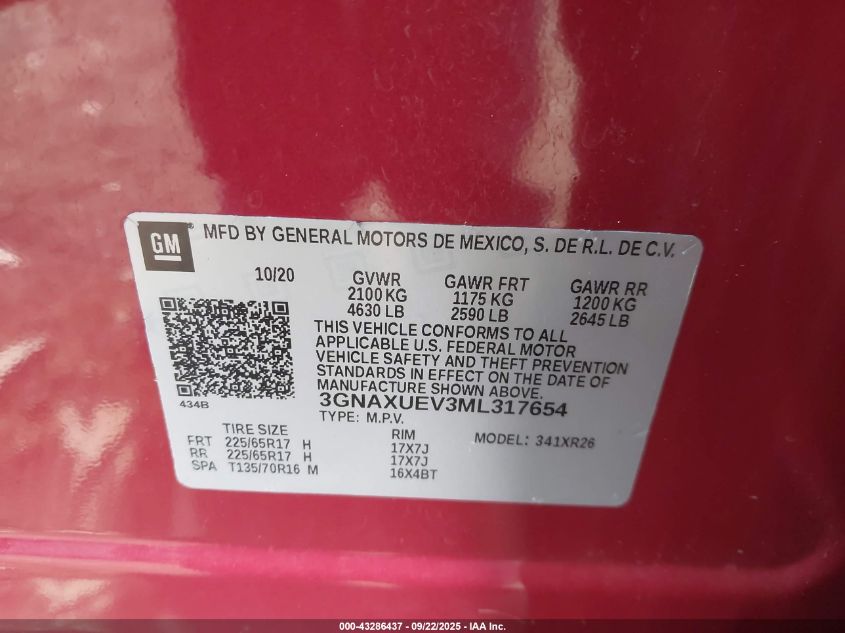 GM
MFD BY GENERAL MOTORS DE MEXICO, S. DE R.L. DE C.V.
10/20 GVWR GAWR FRT GAWR RR
2100 KG 1175 KG 1200 KG
4630 LB 2590 LB 2645 LB
THIS VEHICLE CONFORMS TO ALL
APPLICABLE U.S. FEDERAL MOTOR
VEHICLE SAFETY AND THEFT PREVENTION
STANDARDS IN EFFECT ON THE DATE OF
MANUFACTURE SHOWN ABOVE.
434B
3GNAXUEV3ML317654
TYPE: M.P.V.
TIRE SIZE RIM MODEL: 341XR26
FRT 225/65R17 H 17X7J
RR 225/65R17 H 17X7J
SPA T135/70R16 M 16X4BT
000-43286437 - 09/22/2025 - IAA Inc.